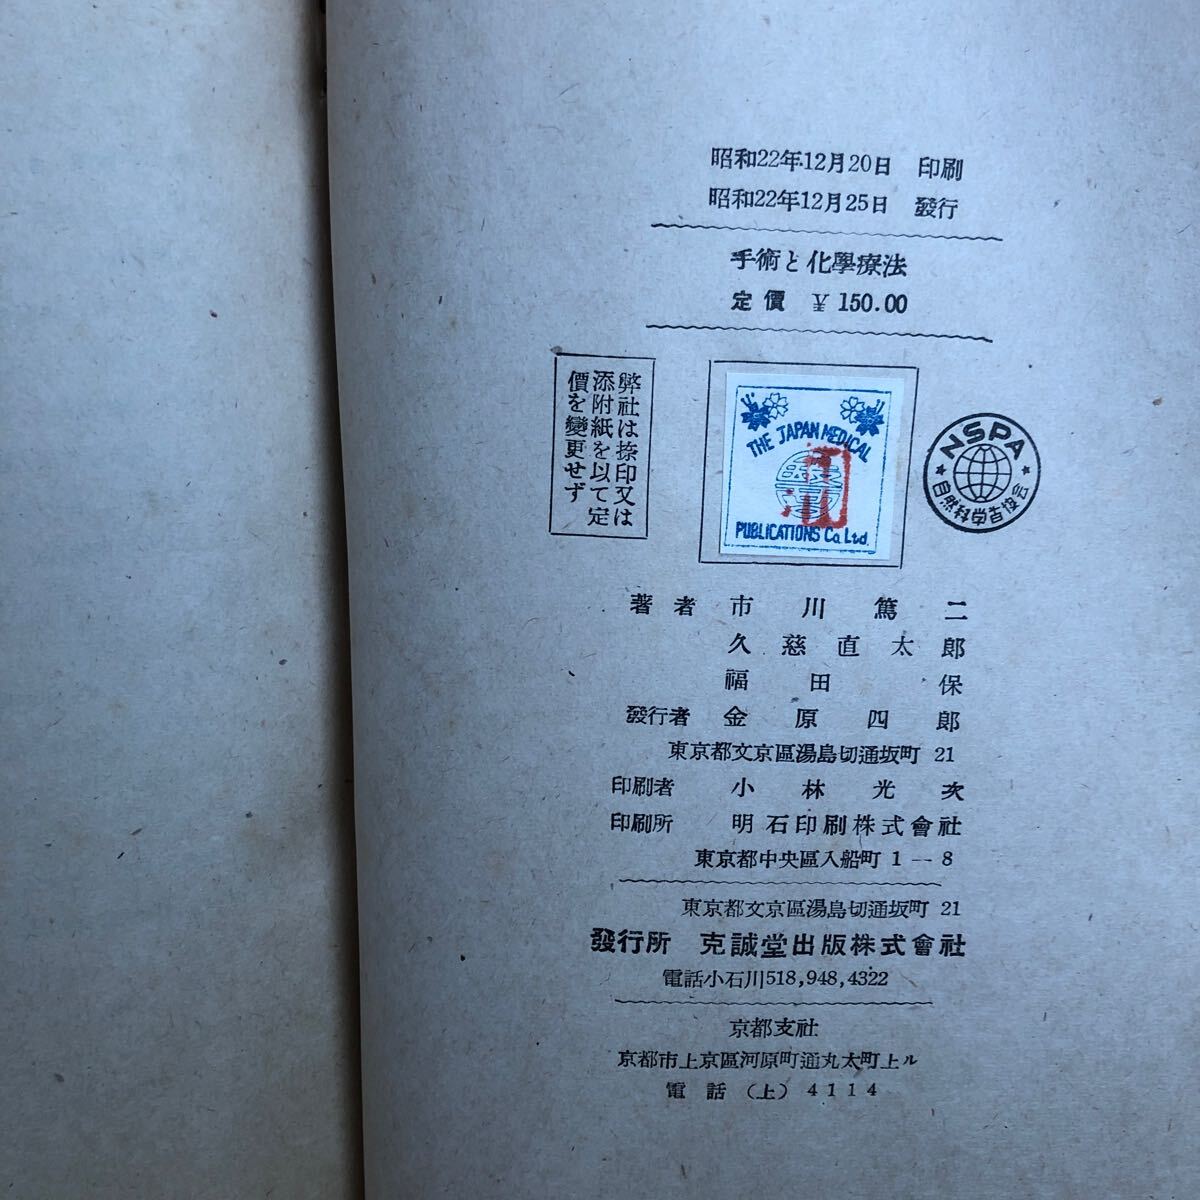 昭和22年12月20日 印刷
昭和22年12月25日 發行
手術と化學療法
定價 ¥ 150.00
弊社は捺印又は
添附紙を以て定
價を變更せず
THE JAPAN MEDICAL
PUBLICATIONS Co. Ltd.
NSPA
著者 市川篤二
久慈直太郎
福田保
發行者 金原四郎
東京都文京區湯島切通坂町 21
印刷者 小林光次
印刷所 明石印刷株式會社
東京都中央區入船町 1-8
東京都文京區湯島切通坂町 21
發行所 克誠堂出版株式會社
電話小石川518,948,4322
京都支社
京都市上京區河原町通丸太町上ル
電話 (上) 4114